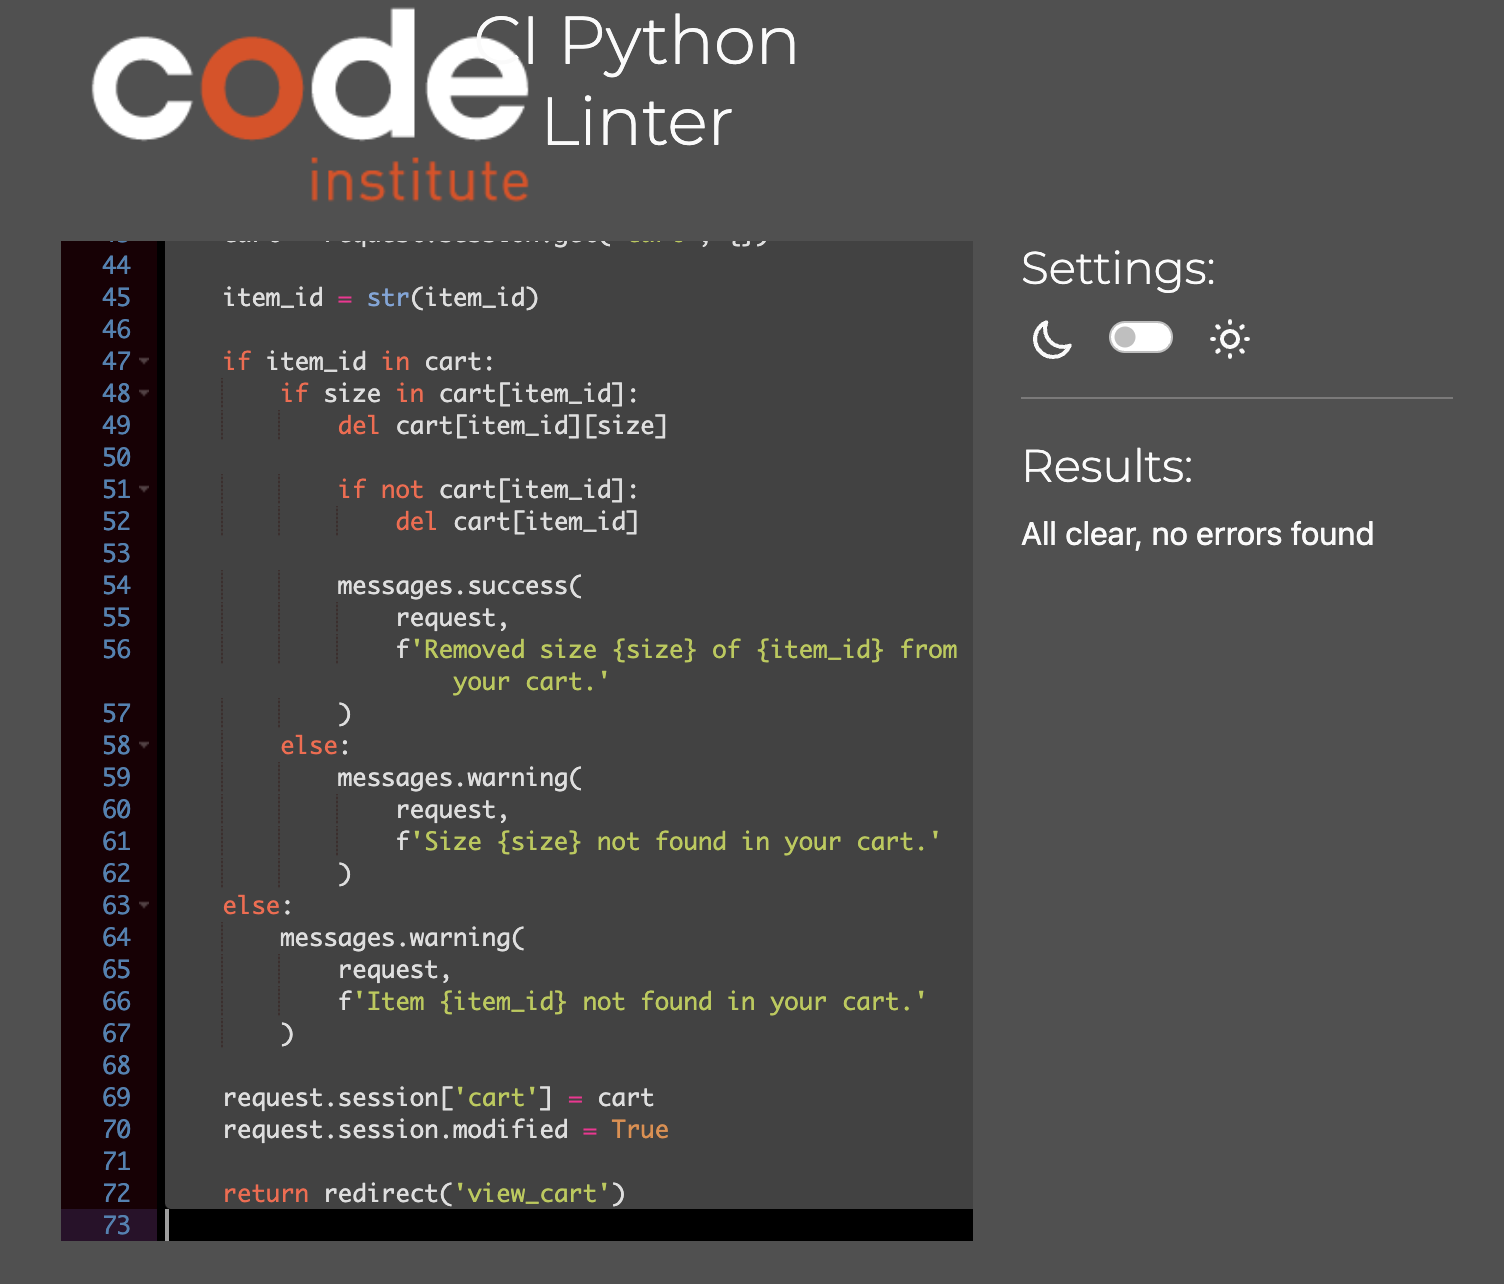 code
institute
CI Python
Linter
44
45 item_id = str(item_id)
46
47 if item_id in cart:
48 if size in cart[item_id]:
49 del cart[item_id][size]
50
51 if not cart[item_id]:
52 del cart[item_id]
53
54 messages.success(
55 request,
56 f'Removed size {size} of {item_id} from
your cart.'
57 )
58 else:
59 messages.warning(
60 request,
61 f'Size {size} not found in your cart.'
62 )
63 else:
64 messages.warning(
65 request,
66 f'Item {item_id} not found in your cart.'
67 )
68
69 request.session['cart'] = cart
70 request.session.modified = True
71
72 return redirect('view_cart')
73
Settings:
Results:
All clear, no errors found